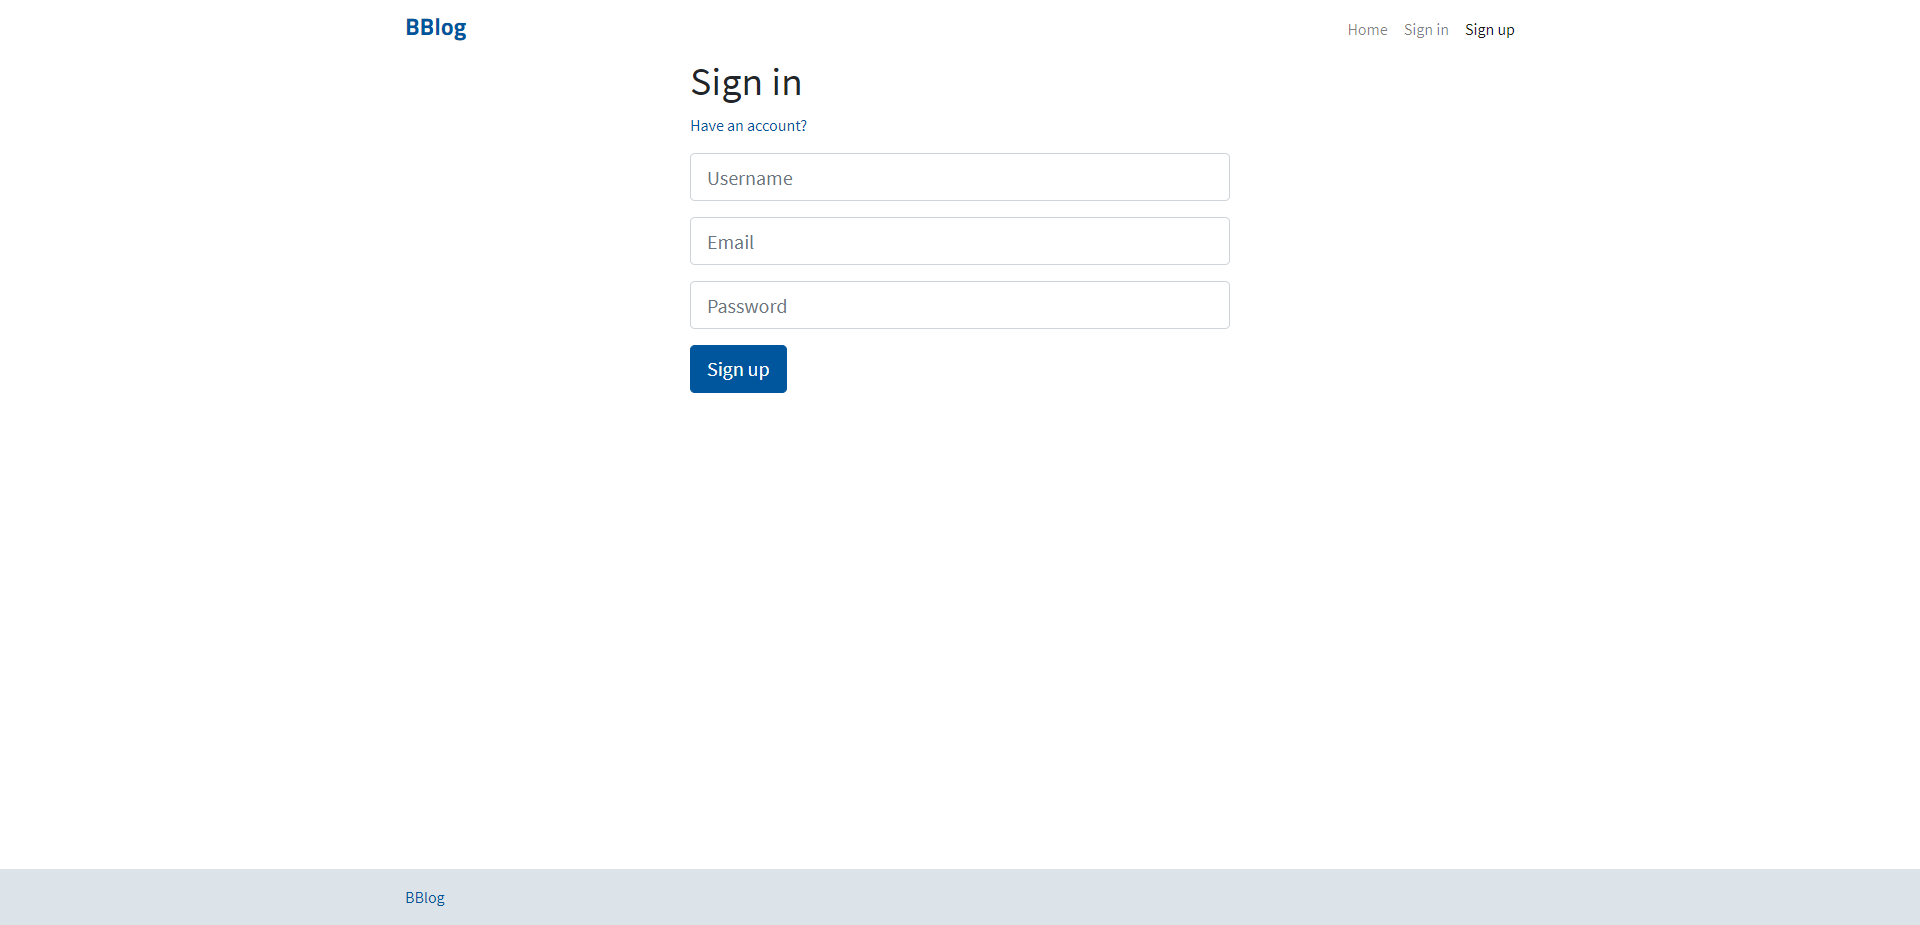 BBlog
Home Sign in Sign up
Sign in
Have an account?
Username
Email
Password
Sign up
BBlog